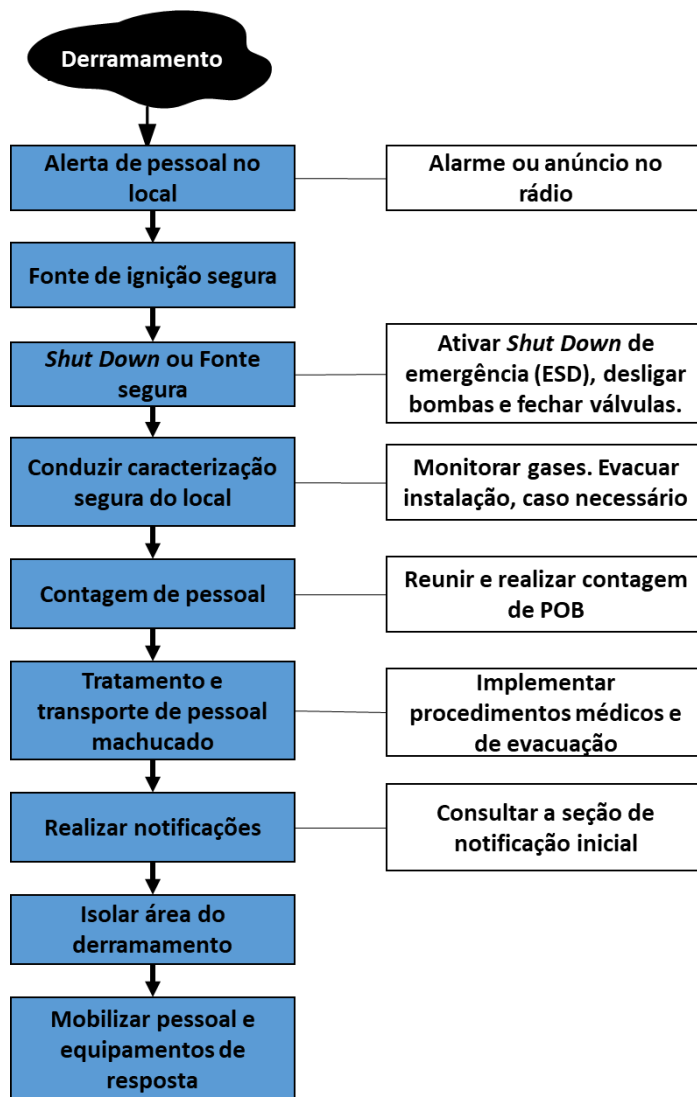 Derramamento
Alerta de pessoal no
local
Alarme ou anúncio no
rádio
Fonte de ignição segura
Shut Down ou Fonte
segura
Ativar Shut Down de
emergência (ESD), desligar
bombas e fechar válvulas.
Conduzir caracterização
segura do local
Monitorar gases. Evacuar
instalação, caso necessário
Contagem de pessoal
Reunir e realizar contagem
de POB
Tratamento e
transporte de pessoal
machucado
Implementar
procedimentos médicos e
de evacuação
Realizar notificações
Consultar a seção de
notificação inicial
Isolar área do
derramamento
Mobilizar pessoal e
equipamentos de
resposta